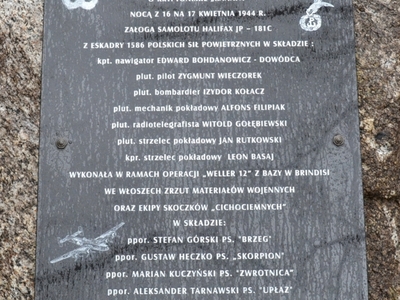 NOCĄ Z 16 NA 17 KWIETNIA 1944 R.
ZAŁOGA SAMOLOTU HALIFAX JP – 181C
Z ESKADRY 1586 POLSKICH SIŁ POWIETRZNYCH W SKŁADZIE :
kpt. nawigator EDWARD BOHDANOWICZ - DOWÓDCA
plut. pilot ZYGMUNT WIECZOREK
plut. bombardier IZYDOR KOŁACZ
plut. mechanik pokładowy ALFONS FILIPIAK
plut. radiotelegrafista WITOLD GOŁĘBIEWSKI
plut. strzelec pokładowy JAN RUTKOWSKI
kpr. strzelec pokładowy LEON BASAJ
WYKONAŁA W RAMACH OPERACJI „WELLER 12” Z BAZY W BRINDISI
WE WŁOSZECH ZRZUT MATERIAŁÓW WOJENNYCH
ORAZ EKIPY SKOCZKÓW „CICHOCIEMNYCH”
W SKŁADZIE:
ppor. STEFAN GÓRSKI PS. "BRZEG"
ppor. GUSTAW HECZKO PS. „SKORPION"
ppor. MARIAN KUCZYŃSKI PS. "ZWROTNICA"
ppor. ALEKSANDER TARNAWSKI PS. "UPŁAZ"